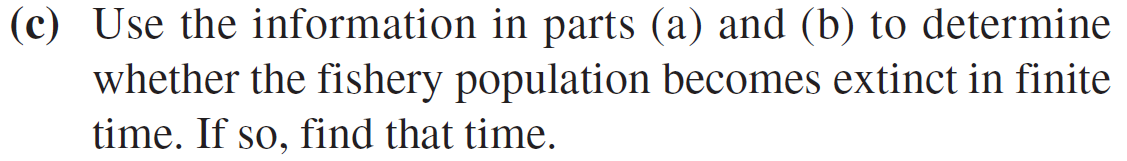 (c) Use the information in parts (a) and (b) to determine
whether the fishery population becomes extinct in finite
time. If so, find that time.